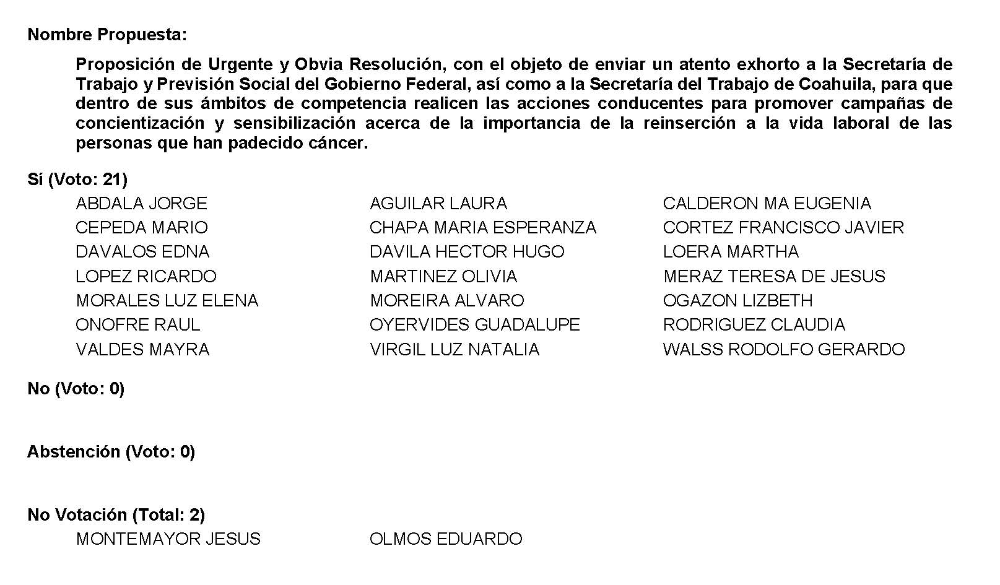 Nombre Propuesta:
Proposición de Urgente y Obvia Resolución, con el objeto de enviar un atento exhorto a la Secretaría de
Trabajo y Previsión Social del Gobierno Federal, así como a la Secretaría del Trabajo de Coahuila, para que
dentro de sus ámbitos de competencia realicen las acciones conducentes para promover campañas de
concientización y sensibilización acerca de la importancia de la reinserción a la vida laboral de las
personas que han padecido cáncer.
Sí (Voto: 21)
ABDALA JORGE AGUILAR LAURA CALDERON MA EUGENIA
CEPEDA MARIO CHAPA MARIA ESPERANZA CORTEZ FRANCISCO JAVIER
DAVALOS EDNA DAVILA HECTOR HUGO LOERA MARTHA
LOPEZ RICARDO MARTINEZ OLIVIA MERAZ TERESA DE JESUS
MORALES LUZ ELENA MOREIRA ALVARO OGAZON LIZBETH
ONOFRE RAUL OYERVIDES GUADALUPE RODRIGUEZ CLAUDIA
VALDES MAYRA VIRGIL LUZ NATALIA WALSS RODOLFO GERARDO
No (Voto: 0)
Abstención (Voto: 0)
No Votación (Total: 2)
MONTEMAYOR JESUS OLMOS EDUARDO